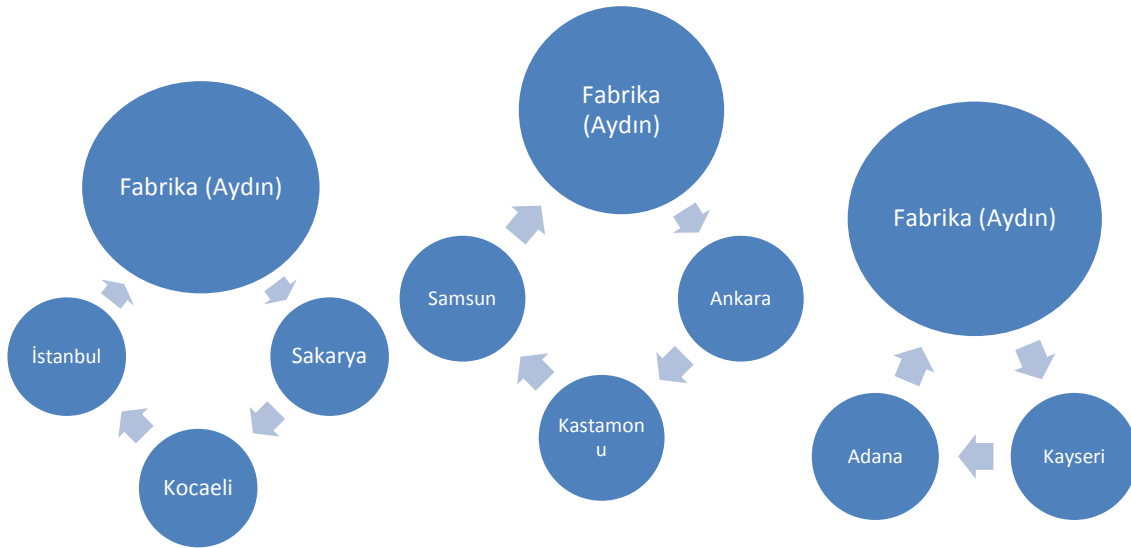 Fabrika (Aydın)
Sakarya
Kocaeli
İstanbul
Fabrika
(Aydın)
Ankara
Kastamon
u
Samsun
Fabrika (Aydın)
Kayseri
Adana